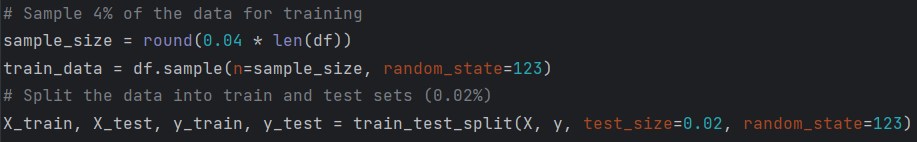 # Sample 4% of the data for training
sample_size = round(0.04 * len(df))
train_data = df.sample(n=sample_size, random_state=123)
# Split the data into train and test sets (0.02%)
X_train, X_test, y_train, y_test = train_test_split(X, y, test_size=0.02, random_state=123)